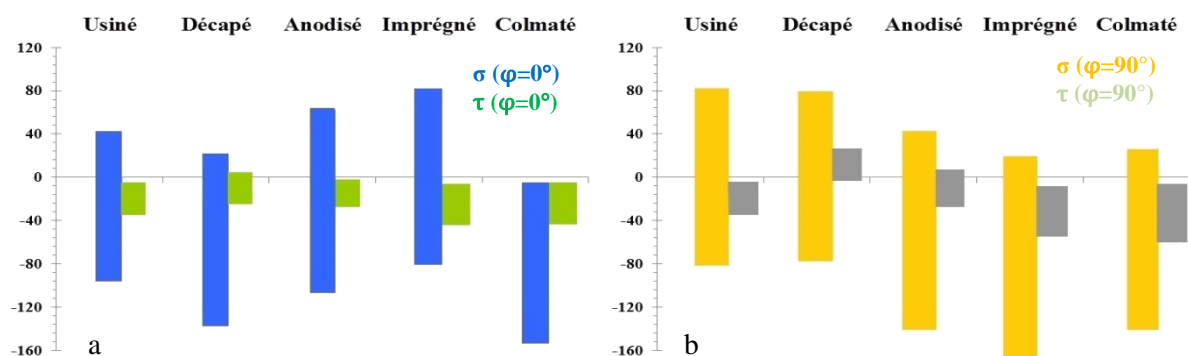 Usiné Décapé Anodisé Imprégné Colmaté
120
80
40
0
-40
-80
-120
-160
σ (φ=0°)
τ (φ=0°)
a
Usiné Décapé Anodisé Imprégné Colmaté
120
80
40
0
-40
-80
-120
-160
σ (φ=90°)
τ (φ=90°)
b